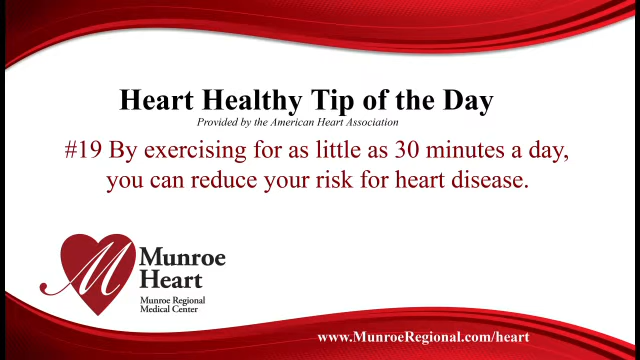 Heart Healthy Tip of the Day
Provided by the American Heart Association
#19 By exercising for as little as 30 minutes a day,
you can reduce your risk for heart disease.
M
Munroe
Heart
Munroe Regional
Medical Center
www.MunroeRegional.com/heart